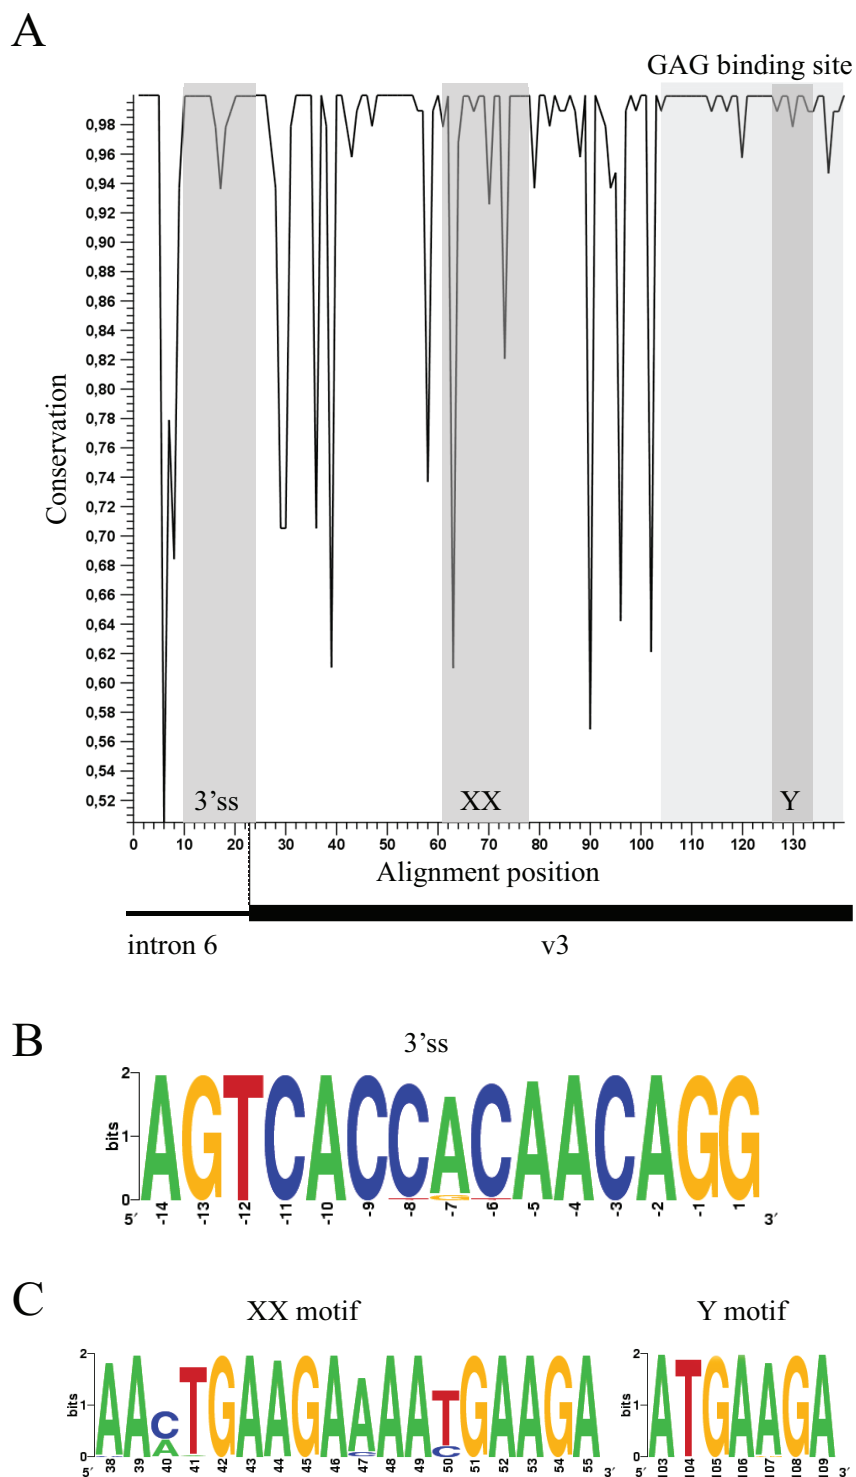 A
GAG binding site
0,98
0,96
0,94
0,92
0,90
0,88
0,86
0,84
0,82
0,80
0,78
0,76
0,74
0,72
0,70
0,68
0,66
0,64
0,62
0,60
0,58
0,56
0,54
0,52
Conservation
3’ss XX Y
0 10 20 30 40 50 60 70 80 90 100 110 120 130
Alignment position
intron 6 v3
B
3’ss
2
1
0
bits
AGTCACCACAACAGG
5′ -14 -13 -12 -11 -10 -9 -8 -7 -6 -5 -4 -3 -2 -1 1 3′
C
XX motif Y motif
2
1
0
bits
AACTGAAGAAAATGAAGA
A C
5′ 38 39 40 41 42 43 44 45 46 47 48 49 50 51 52 53 54 55 3′
2
1
0
bits
ATGAAGA
5′ 103 104 105 106 107 108 109 3′